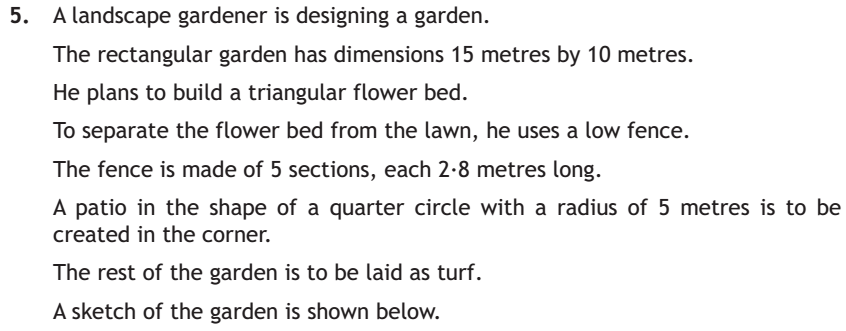 5. A landscape gardener is designing a garden.
The rectangular garden has dimensions 15 metres by 10 metres.
He plans to build a triangular flower bed.
To separate the flower bed from the lawn, he uses a low fence.
The fence is made of 5 sections, each 2·8 metres long.
A patio in the shape of a quarter circle with a radius of 5 metres is to be
created in the corner.
The rest of the garden is to be laid as turf.
A sketch of the garden is shown below.